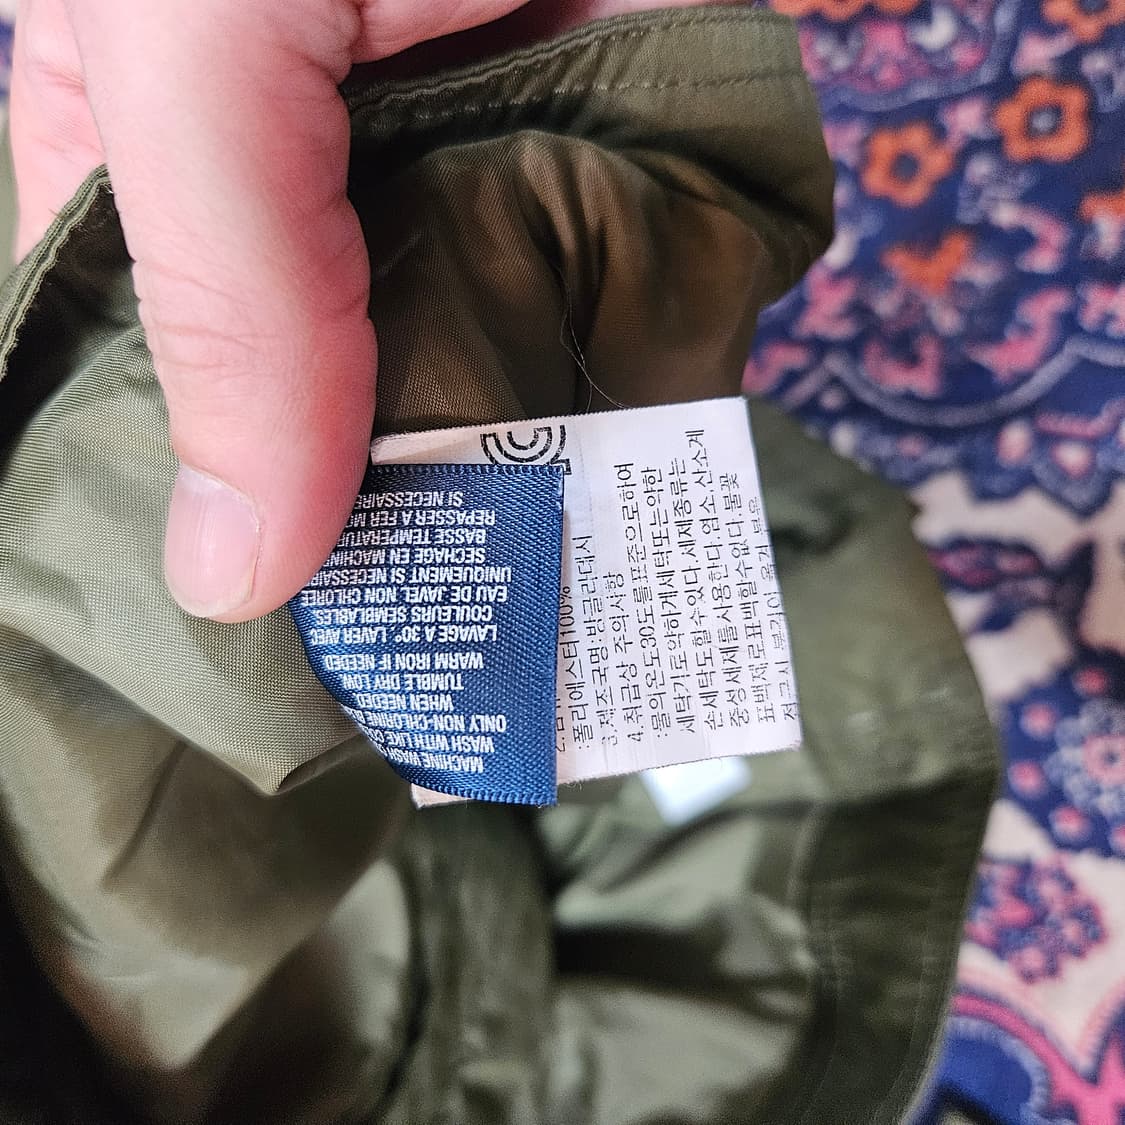 MACHINE WASH
WASH WITH LIKE CO
ONLY NON-CHLORINE
WHEN NEEDED
TUMBLE DRY LOW,
WARM IRON IF NEEDED
LAVAGE A 30°, LAVER AVEC
COULEURS SEMBLABLES
EAU DE JAVEL NON CHLOREE
UNIQUEMENT SI NECESSAIRE
SECHAGE EN MACHINE
BASSE TEMPERATURE
REPASSER A FER MO
SI NECESSAIRE
:폴리에스터100%
3.제조국명:방글라데시
4.취급상 주의사항
:물의온도30도를표준으로하여
세탁기로약하게세탁또는약한
손세탁도할수있다.세제종류는
중성세제를사용한다.염소,산소계
표백제로표백할수없다.불꽃